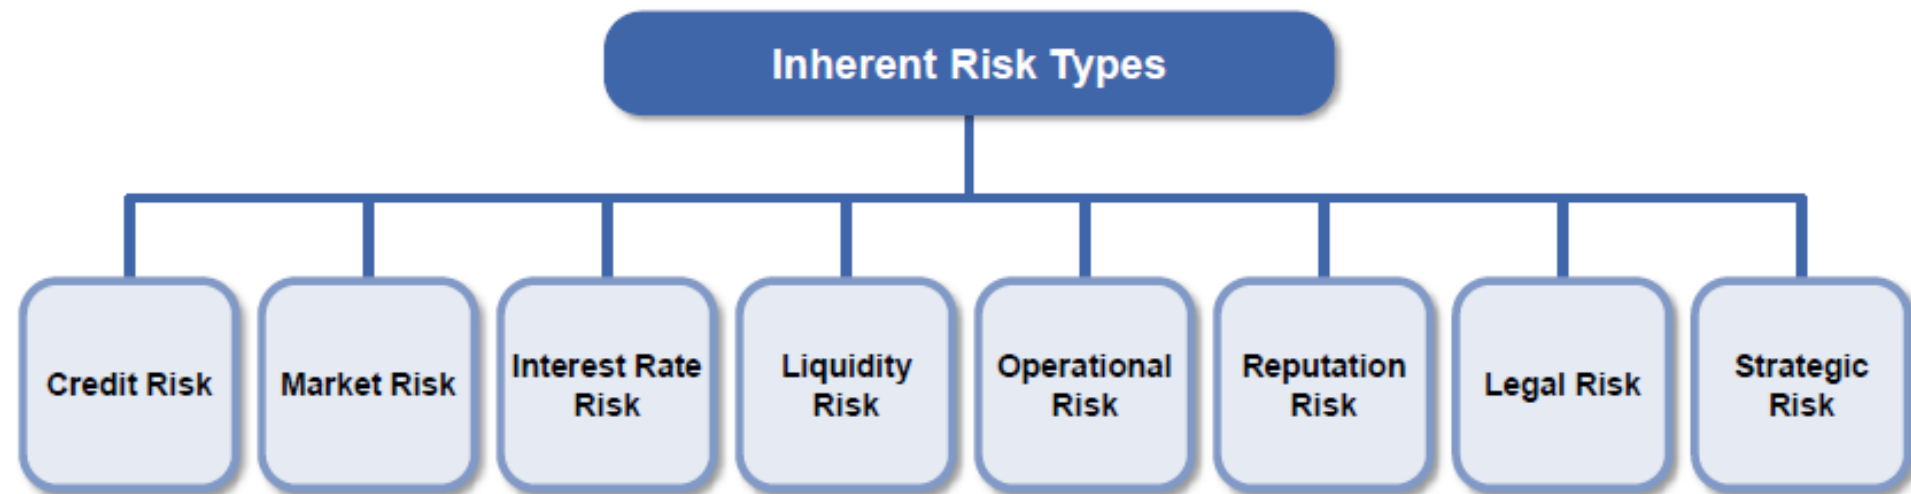 Inherent Risk Types
Credit Risk
Market Risk
Interest Rate
Risk
Liquidity
Risk
Operational
Risk
Reputation
Risk
Legal Risk
Strategic
Risk